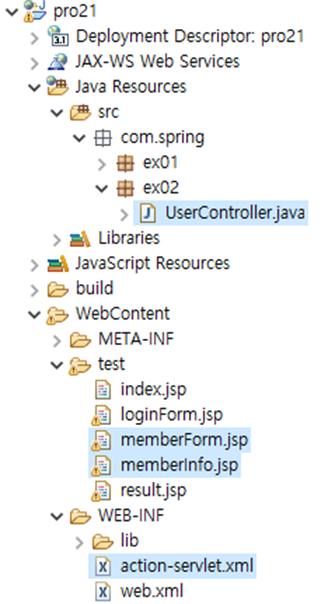 pro21
3.1 Deployment Descriptor: pro21
JAX-WS Web Services
Java Resources
src
com.spring
ex01
ex02
J UserController.java
Libraries
JavaScript Resources
build
WebContent
META-INF
test
index.jsp
loginForm.jsp
memberForm.jsp
memberInfo.jsp
result.jsp
WEB-INF
lib
X action-servlet.xml
X web.xml